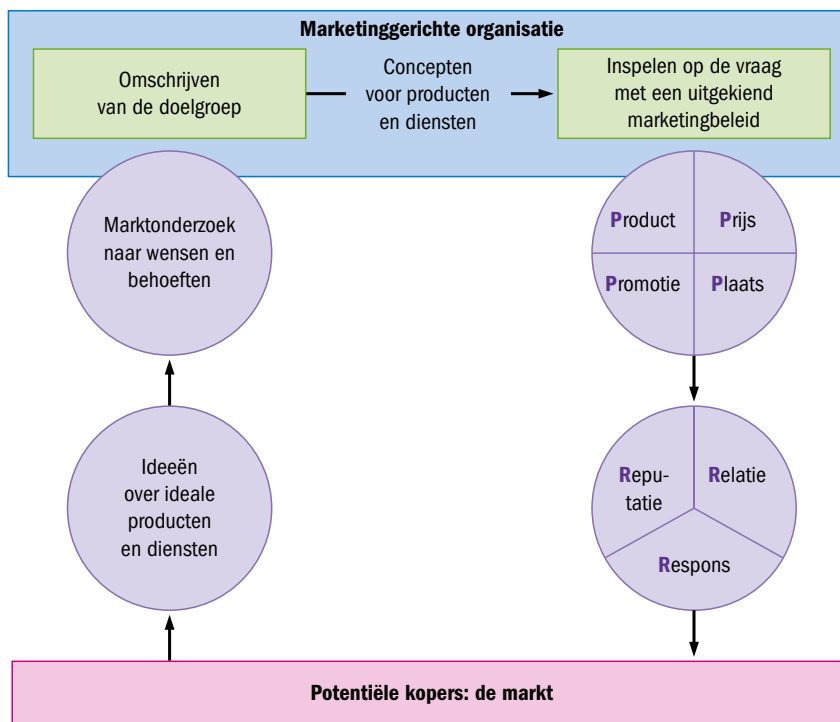 Marketinggerichte organisatie
Omschrijven
van de doelgroep
Concepten
voor producten
en diensten
Inspelen op de vraag
met een uitgekiend
marketingbeleid
Marktonderzoek
naar wensen en
behoeften
Product
Prijs
Promotie
Plaats
Ideeën
over ideale
producten
en diensten
Repu-
tatie
Relatie
Respons
Potentiële kopers: de markt